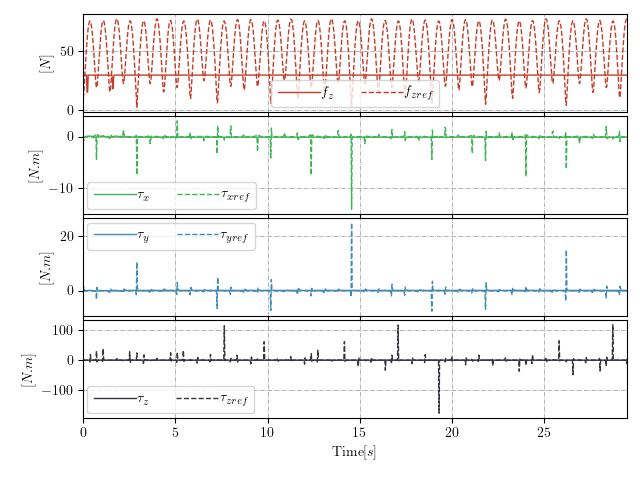 50
0
[N]
f_z f_zref
0
−10
[N.m]
τ_x τ_xref
20
0
[N.m]
τ_y τ_yref
100
0
−100
[N.m]
τ_z τ_zref
0 5 10 15 20 25
Time[s]